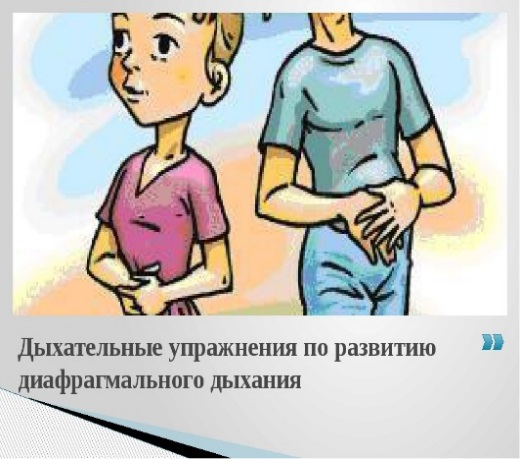 Дыхательные упражнения по развитию
диафрагмального дыхания